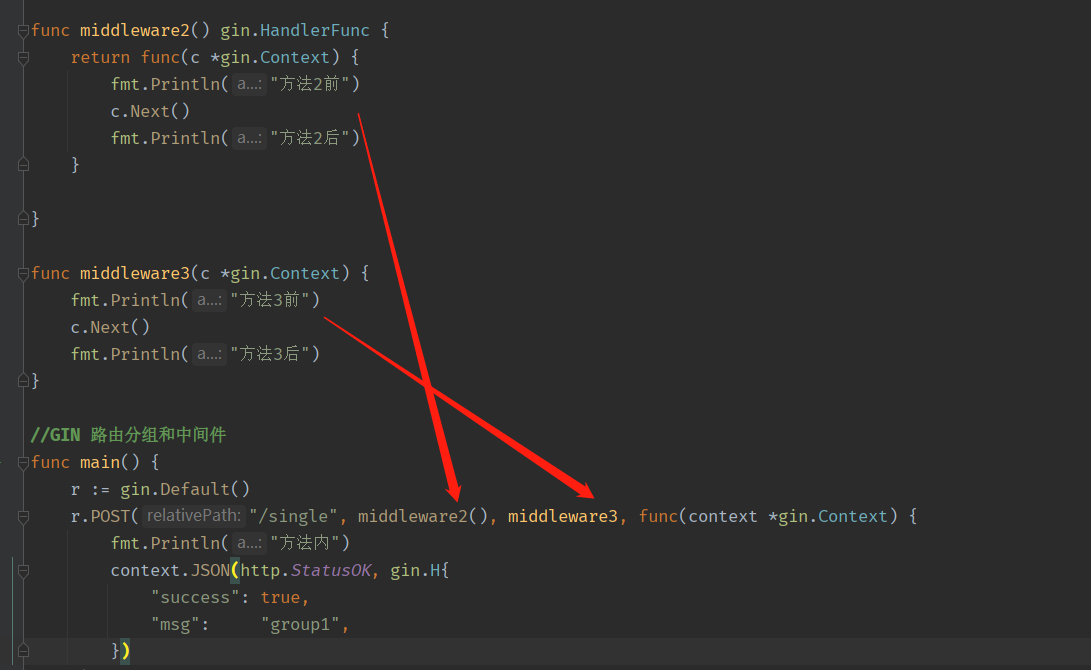 func middleware2() gin.HandlerFunc {
    return func(c *gin.Context) {
        fmt.Println( a...: "方法2前")
        c.Next()
        fmt.Println( a...: "方法2后")
    }
}
func middleware3(c *gin.Context) {
    fmt.Println( a...: "方法3前")
    c.Next()
    fmt.Println( a...: "方法3后")
}
//GIN 路由分组和中间件
func main() {
    r := gin.Default()
    r.POST( relativePath: "/single", middleware2(), middleware3, func(context *gin.Context) {
        fmt.Println( a...: "方法内")
        context.JSON(http.StatusOK, gin.H{
            "success": true,
            "msg":     "group1",
        })